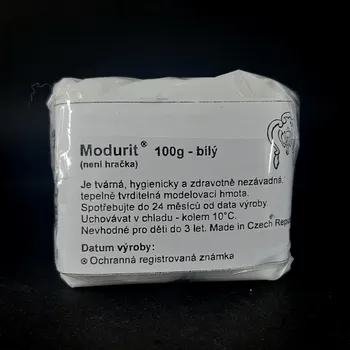 Modurit® 100g - bílý
(není hračka)
Je tvárná, hygienicky a zdravotně nezávadná,
tepelně tvrditelná modelovací hmota.
Spotřebujte do 24 měsíců od data výroby.
Uchovávat v chladu - kolem 10°C.
Nevhodné pro děti do 3 let. Made in Czech Repu
Datum výroby:
® Ochranná registrovaná známka